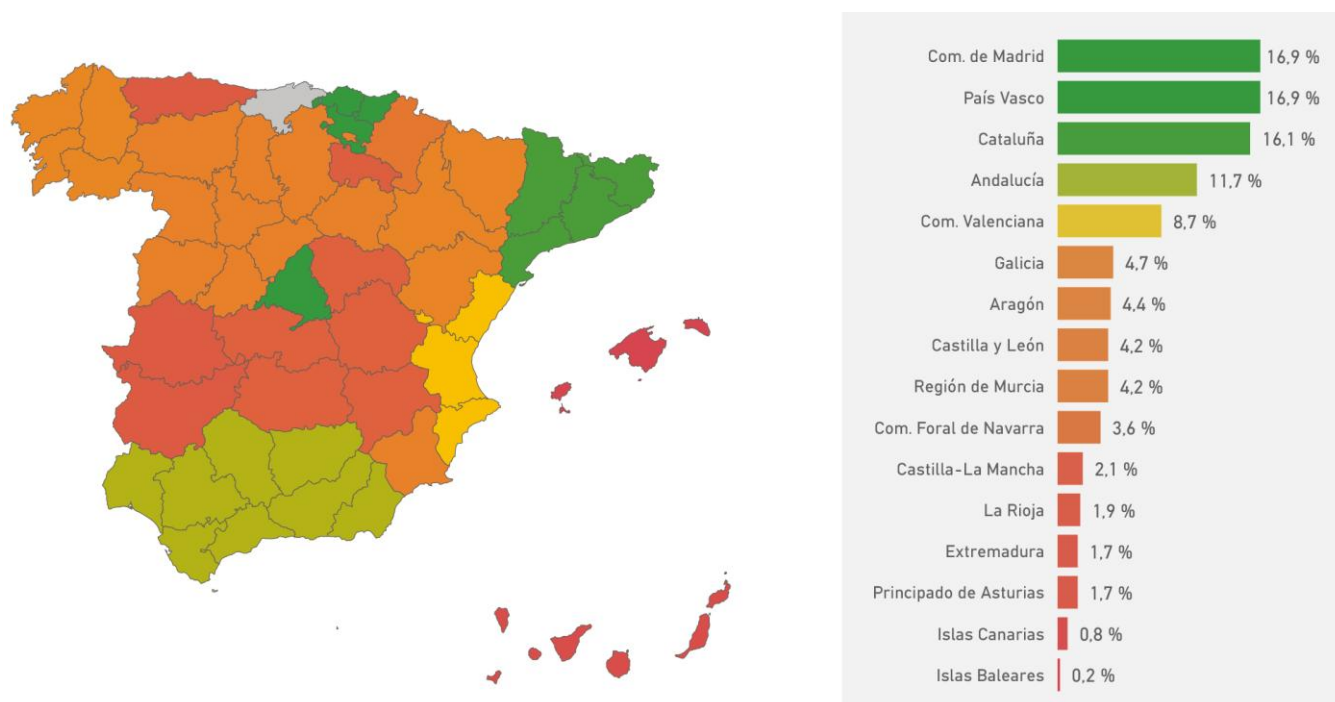 Com. de Madrid 16,9 %
País Vasco 16,9 %
Cataluña 16,1 %
Andalucía 11,7 %
Com. Valenciana 8,7 %
Galicia 4,7 %
Aragón 4,4 %
Castilla y León 4,2 %
Región de Murcia 4,2 %
Com. Foral de Navarra 3,6 %
Castilla-La Mancha 2,1 %
La Rioja 1,9 %
Extremadura 1,7 %
Principado de Asturias 1,7 %
Islas Canarias 0,8 %
Islas Baleares 0,2 %